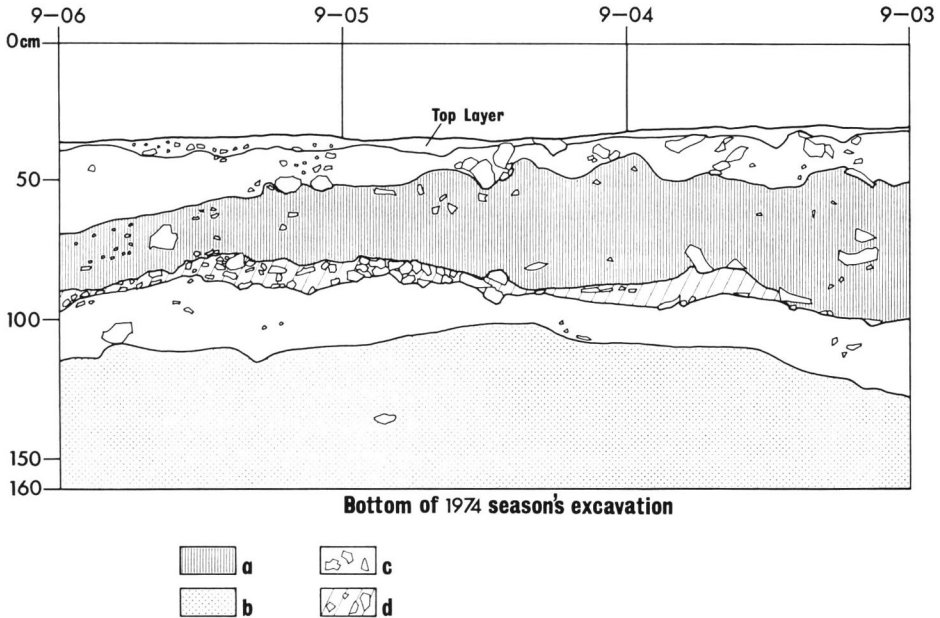 9-06 9-05 9-04 9-03
0cm
Top Layer
50
100
150
160
Bottom of 1974 season's excavation
a c
b d